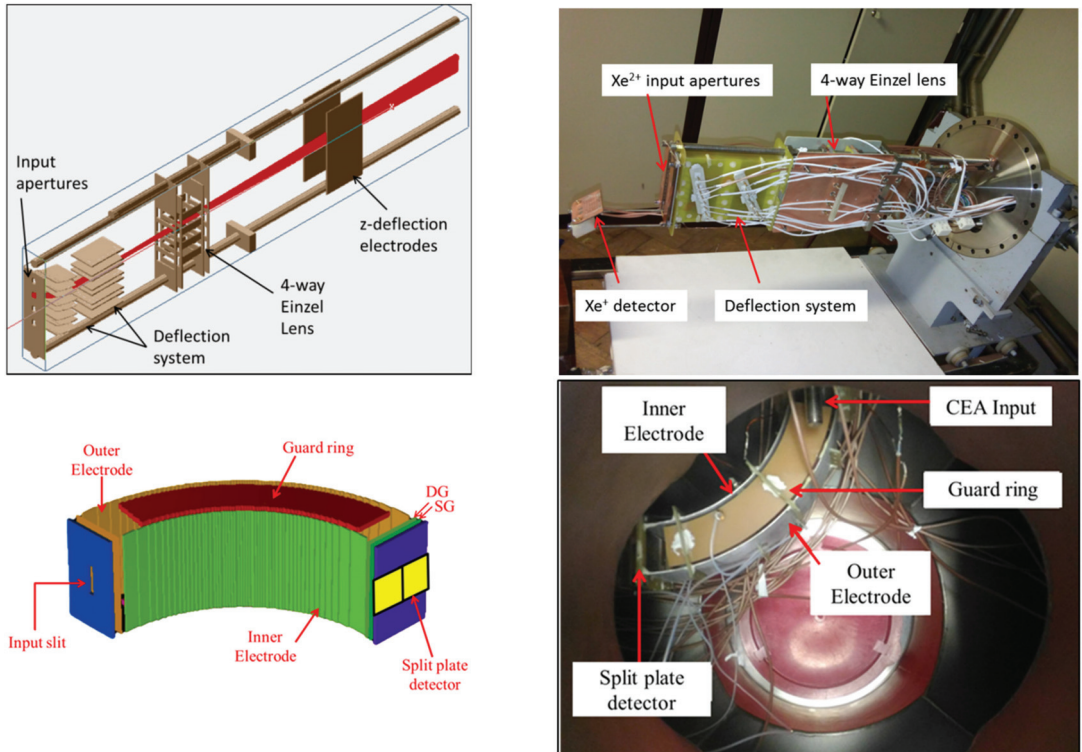 Input
apertures
z-deflection
electrodes
4-way
Einzel
Lens
Deflection
system
Xe²⁺ input apertures
4-way Einzel lens
Xe⁺ detector
Deflection system
Outer
Electrode
Guard ring
DG
SG
Input slit
Inner
Electrode
Split plate
detector
Inner
Electrode
CEA Input
Guard ring
Outer
Electrode
Split plate
detector